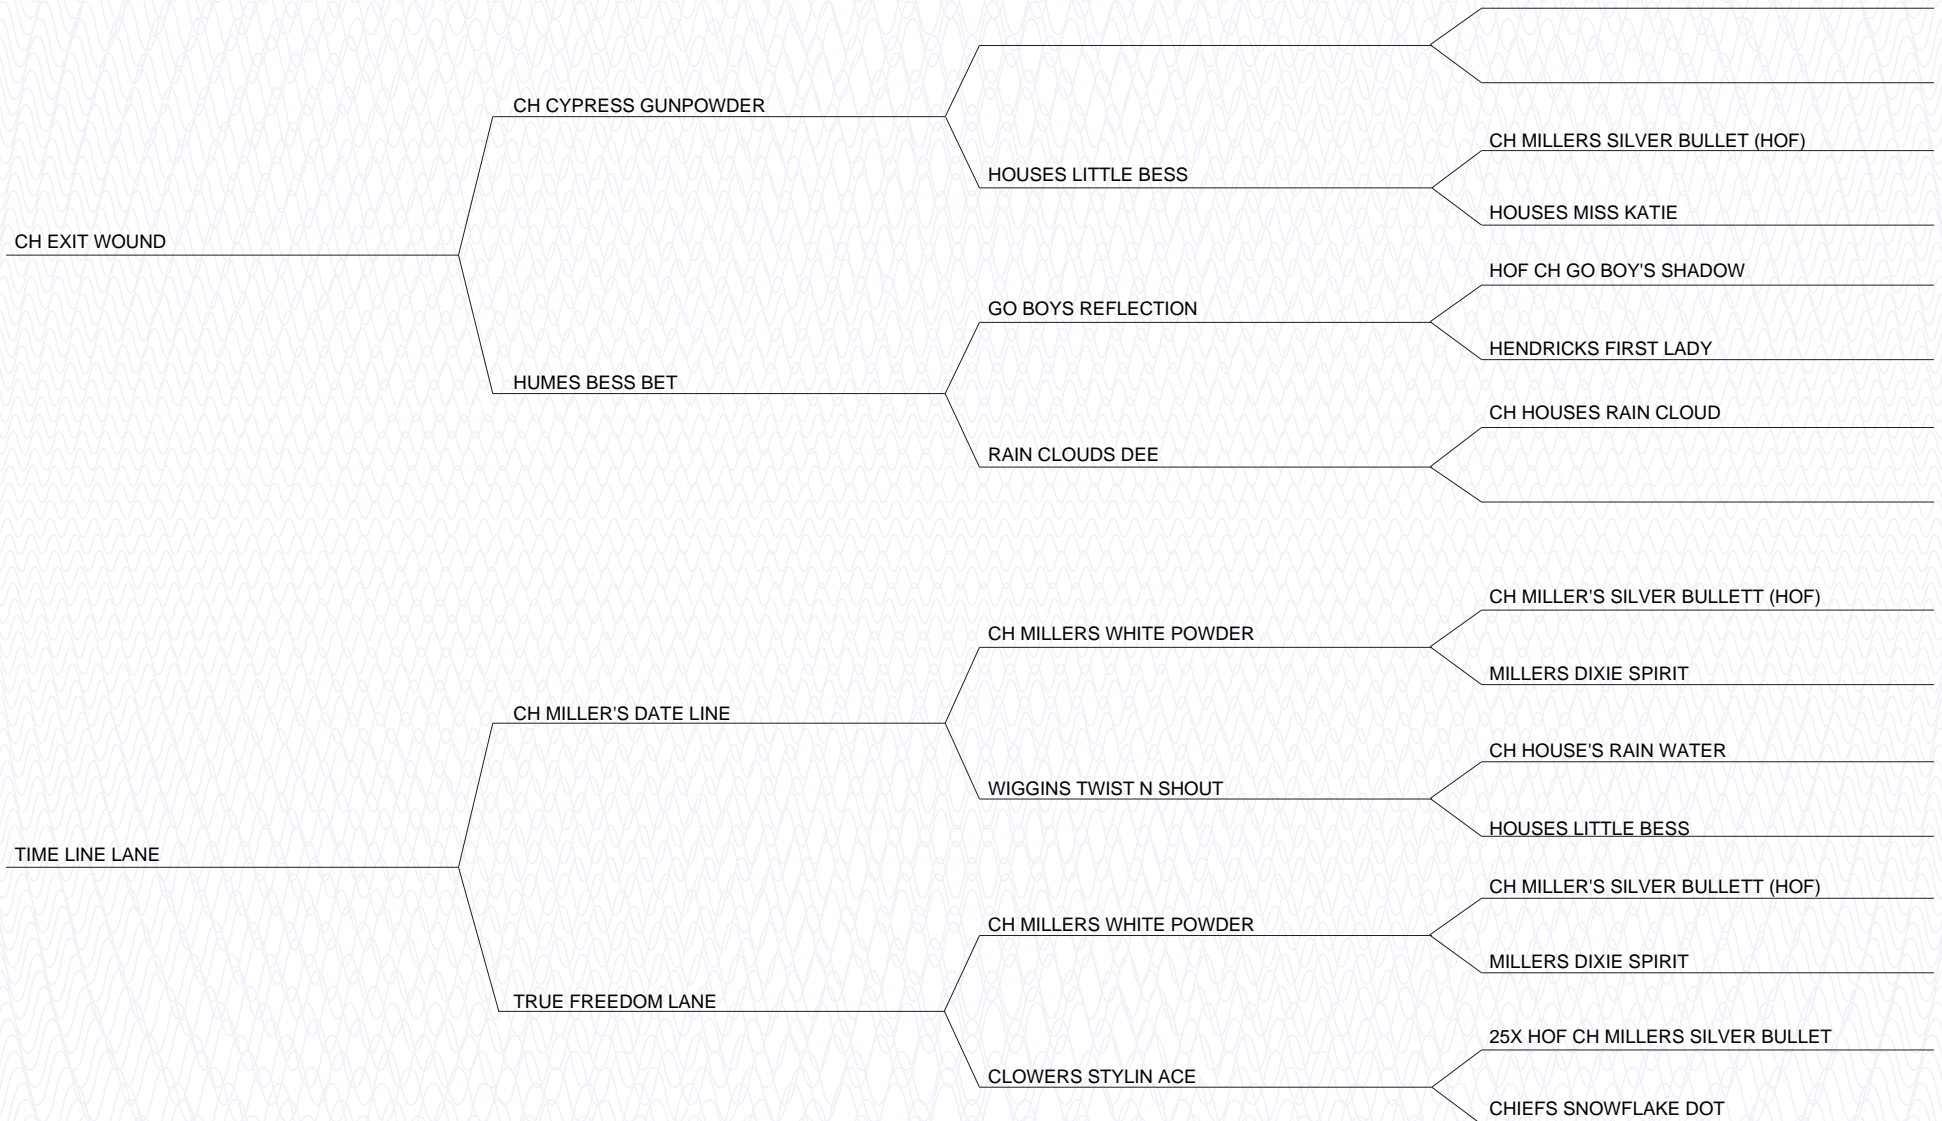 CH CYPRESS GUNPOWDER
CH MILLERS SILVER BULLET (HOF)
HOUSES LITTLE BESS
HOUSES MISS KATIE
CH EXIT WOUND
HOF CH GO BOY'S SHADOW
GO BOYS REFLECTION
HENDRICKS FIRST LADY
HUMES BESS BET
CH HOUSES RAIN CLOUD
RAIN CLOUDS DEE
CH MILLER'S SILVER BULLETT (HOF)
CH MILLERS WHITE POWDER
MILLERS DIXIE SPIRIT
CH MILLER'S DATE LINE
CH HOUSE'S RAIN WATER
WIGGINS TWIST N SHOUT
HOUSES LITTLE BESS
TIME LINE LANE
CH MILLER'S SILVER BULLETT (HOF)
CH MILLERS WHITE POWDER
MILLERS DIXIE SPIRIT
TRUE FREEDOM LANE
25X HOF CH MILLERS SILVER BULLET
CLOWERS STYLIN ACE
CHIEFS SNOWFLAKE DOT